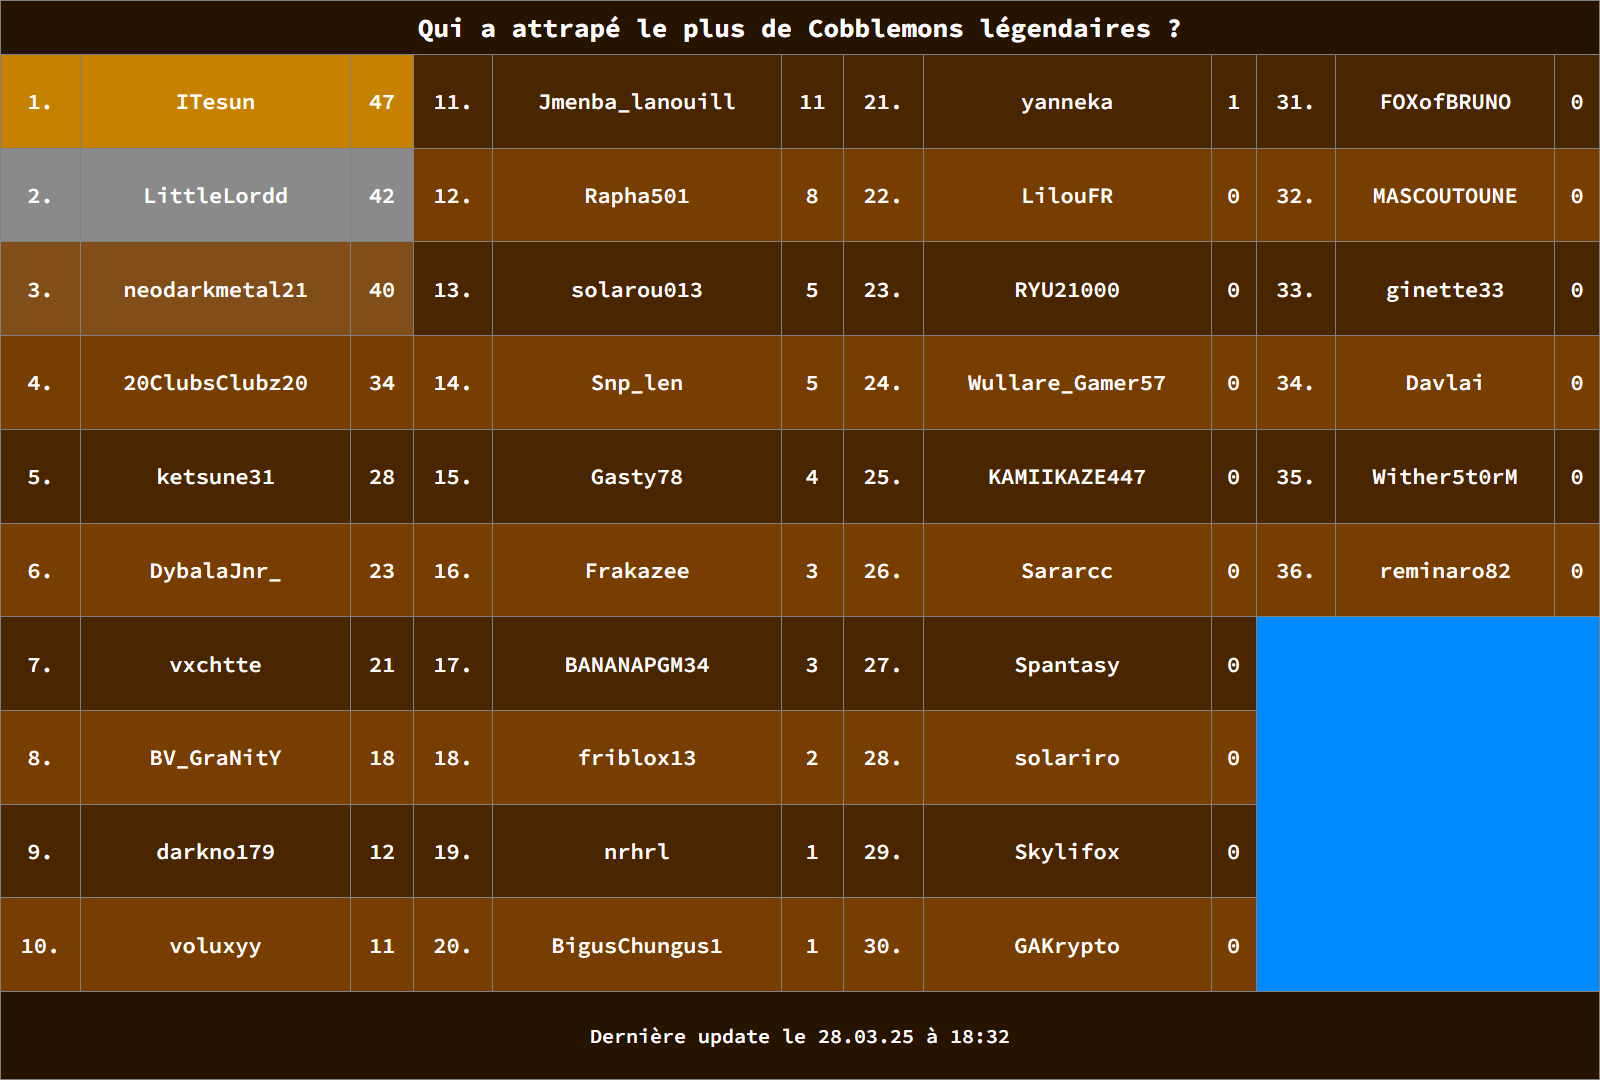 Qui a attrapé le plus de Cobblemons légendaires ?
1. ITesun 47 11. Jmenba_lanouill 11 21. yanneka 1 31. FOXofBRUNO 0
2. LittleLordd 42 12. Rapha501 8 22. LilouFR 0 32. MASCOUTOUNE 0
3. neodarkmetal21 40 13. solarou013 5 23. RYU21000 0 33. ginette33 0
4. 20ClubsClubz20 34 14. Snp_len 5 24. Wullare_Gamer57 0 34. Davlai 0
5. ketsune31 28 15. Gasty78 4 25. KAMIIKAZE447 0 35. Wither5t0rM 0
6. DybalaJnr_ 23 16. Frakazee 3 26. Sararcc 0 36. reminaro82 0
7. vxchtte 21 17. BANANAPGM34 3 27. Spantasy 0
8. BV_GraNitY 18 18. friblox13 2 28. solariro 0
9. darkno179 12 19. nrhrl 1 29. Skylifox 0
10. voluxyy 11 20. BigusChungus1 1 30. GAKrypto 0
Dernière update le 28.03.25 à 18:32